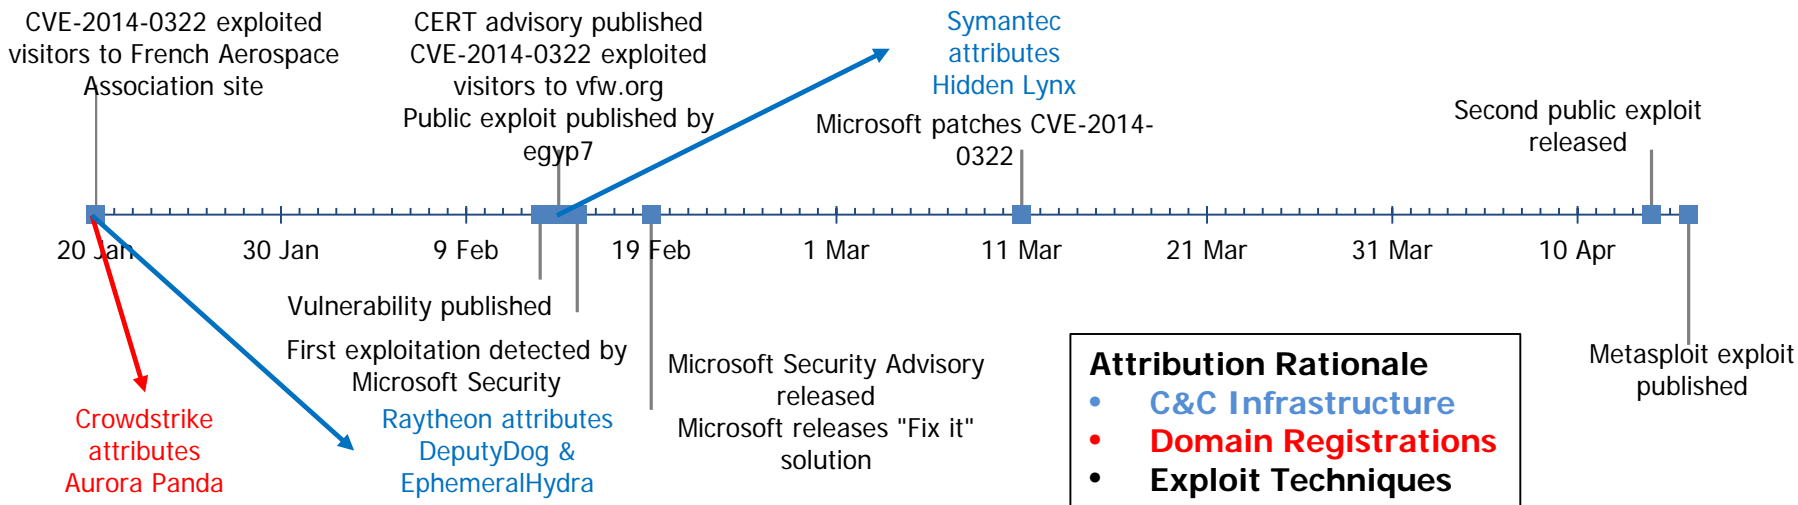 CVE-2014-0322 exploited
visitors to French Aerospace
Association site
CERT advisory published
CVE-2014-0322 exploited
visitors to vfw.org
Public exploit published by
egyp7
Symantec
attributes
Hidden Lynx
Microsoft patches CVE-2014-
0322
Second public exploit
released
20 Jan
30 Jan
9 Feb
19 Feb
1 Mar
11 Mar
21 Mar
31 Mar
10 Apr
Vulnerability published
First exploitation detected by
Microsoft Security
Microsoft Security Advisory
released
Microsoft releases "Fix it"
solution
Metasploit exploit
published
Crowdstrike
attributes
Aurora Panda
Raytheon attributes
DeputyDog &
EphemeralHydra
Attribution Rationale
• C&C Infrastructure
• Domain Registrations
• Exploit Techniques